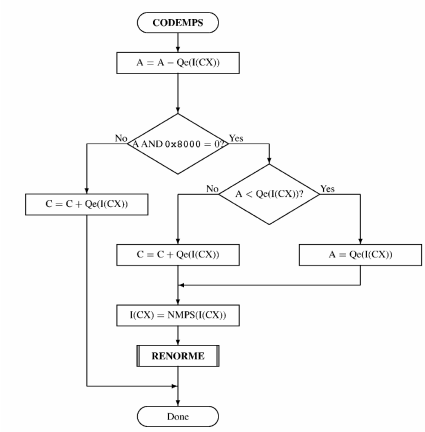 CODEMPS
A = A − Qe(I(CX))
No
A AND 0x8000 = 0?
Yes
No
A < Qe(I(CX))?
Yes
C = C + Qe(I(CX))
C = C + Qe(I(CX))
A = Qe(I(CX))
I(CX) = NMPS(I(CX))
RENORME
Done